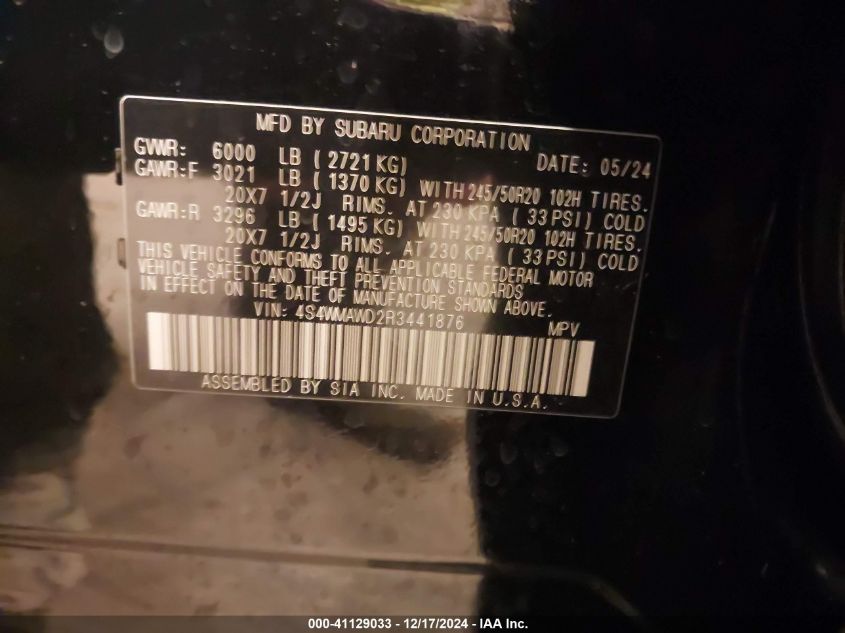 MFD BY SUBARU CORPORATION
GVWR: 6000 LB ( 2721 KG) DATE: 05/24
GAWR:F 3021 LB ( 1370 KG) WITH 245/50R20 102H TIRES.
20X7 1/2J RIMS. AT 230 KPA ( 33 PSI) COLD
GAWR:R 3296 LB ( 1495 KG) WITH 245/50R20 102H TIRES.
20X7 1/2J RIMS. AT 230 KPA ( 33 PSI) COLD
THIS VEHICLE CONFORMS TO ALL APPLICABLE FEDERAL MOTOR
VEHICLE SAFETY AND THEFT PREVENTION STANDARDS
IN EFFECT ON THE DATE OF MANUFACTURE SHOWN ABOVE.
VIN: 4S4WMAWD2R3441876 MPV
ASSEMBLED BY SIA INC. MADE IN U.S.A.
000-41129033 - 12/17/2024 - IAA Inc.